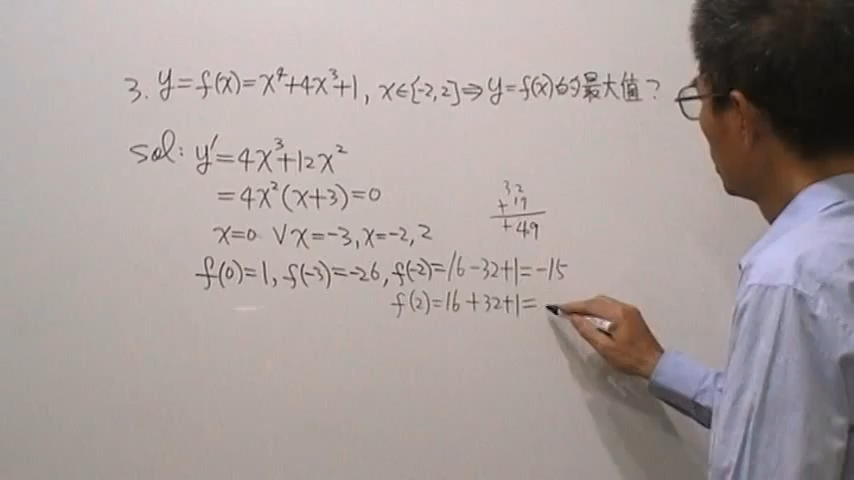 3. y=f(x)=x⁴+4x³+1, x∈[-2,2]⇒y=f(x)的最大值?
sol: y′=4x³+12x²
=4x²(x+3)=0
x=0 ∨ x=-3, x=-2, 2
32
+19
+49
f(0)=1, f(-3)=-26, f(-2)=16-32+1=-15
f(2)=16+32+1=